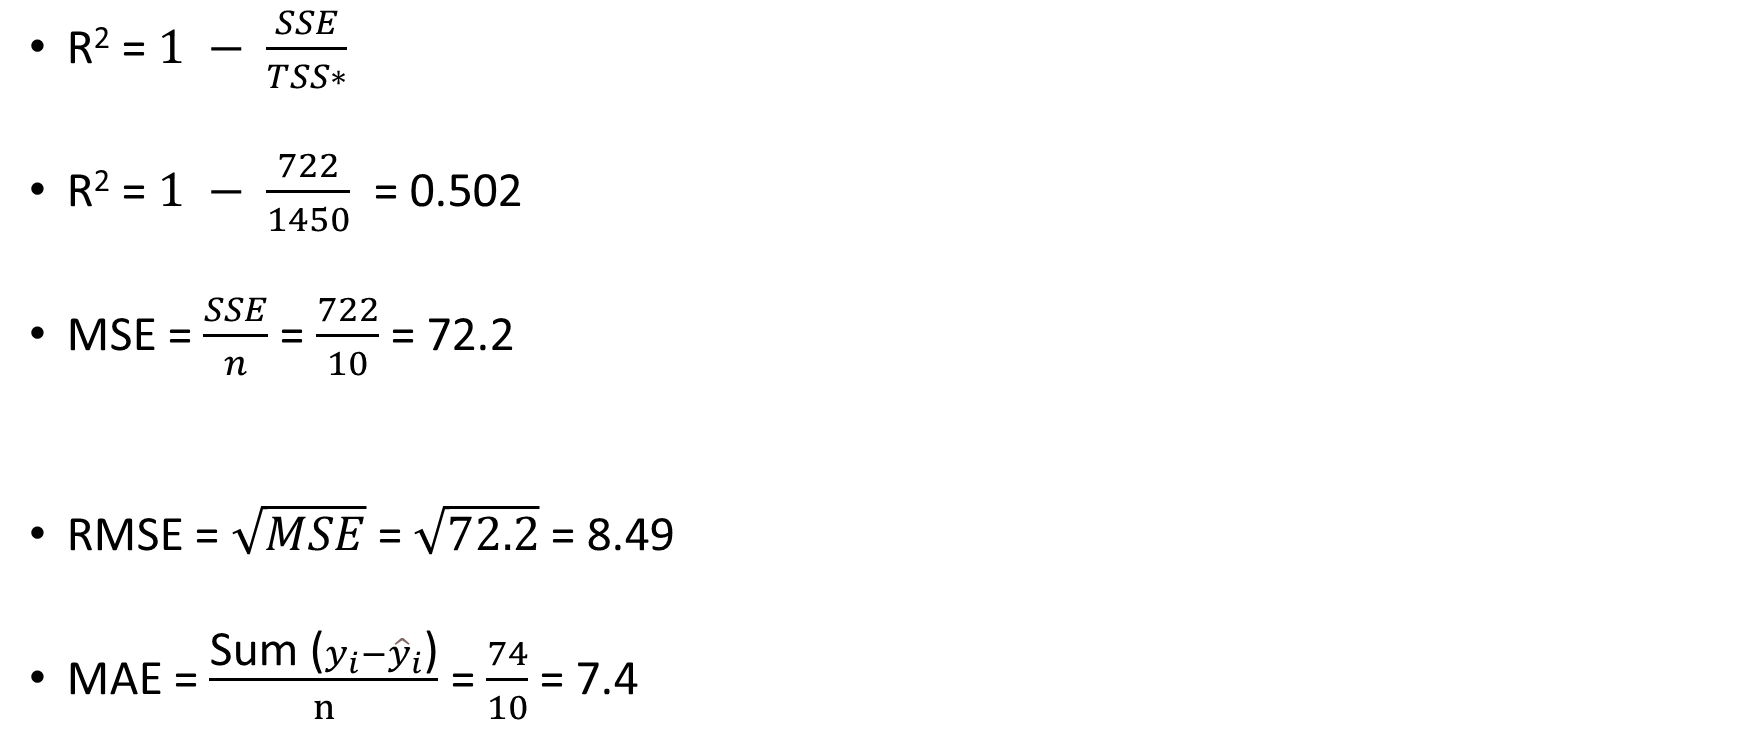 • R² = 1 − SSE/TSS*
• R² = 1 − 722/1450 = 0.502
• MSE = SSE/n = 722/10 = 72.2
• RMSE = √MSE = √72.2 = 8.49
• MAE = Sum (yᵢ−ŷᵢ)/n = 74/10 = 7.4